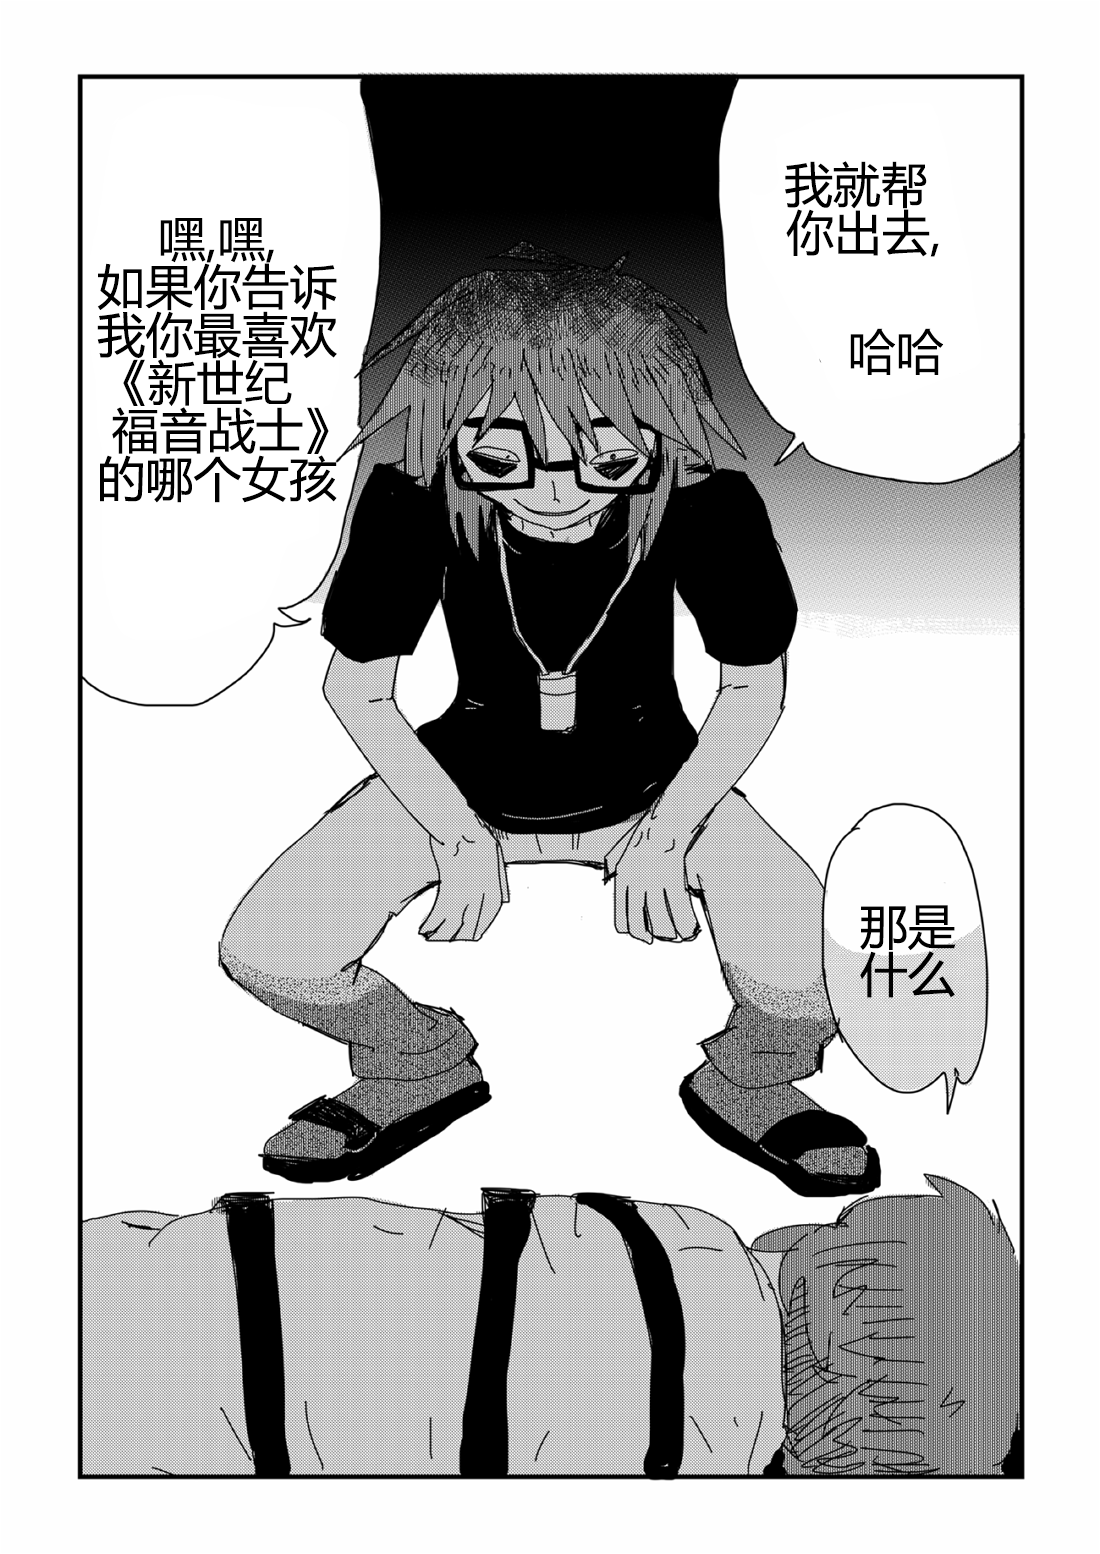 嘿,嘿,
如果你告诉
我你最喜欢
《新世纪
福音战士》
的哪个女孩
我就帮
你出去,
哈哈
那是
什么